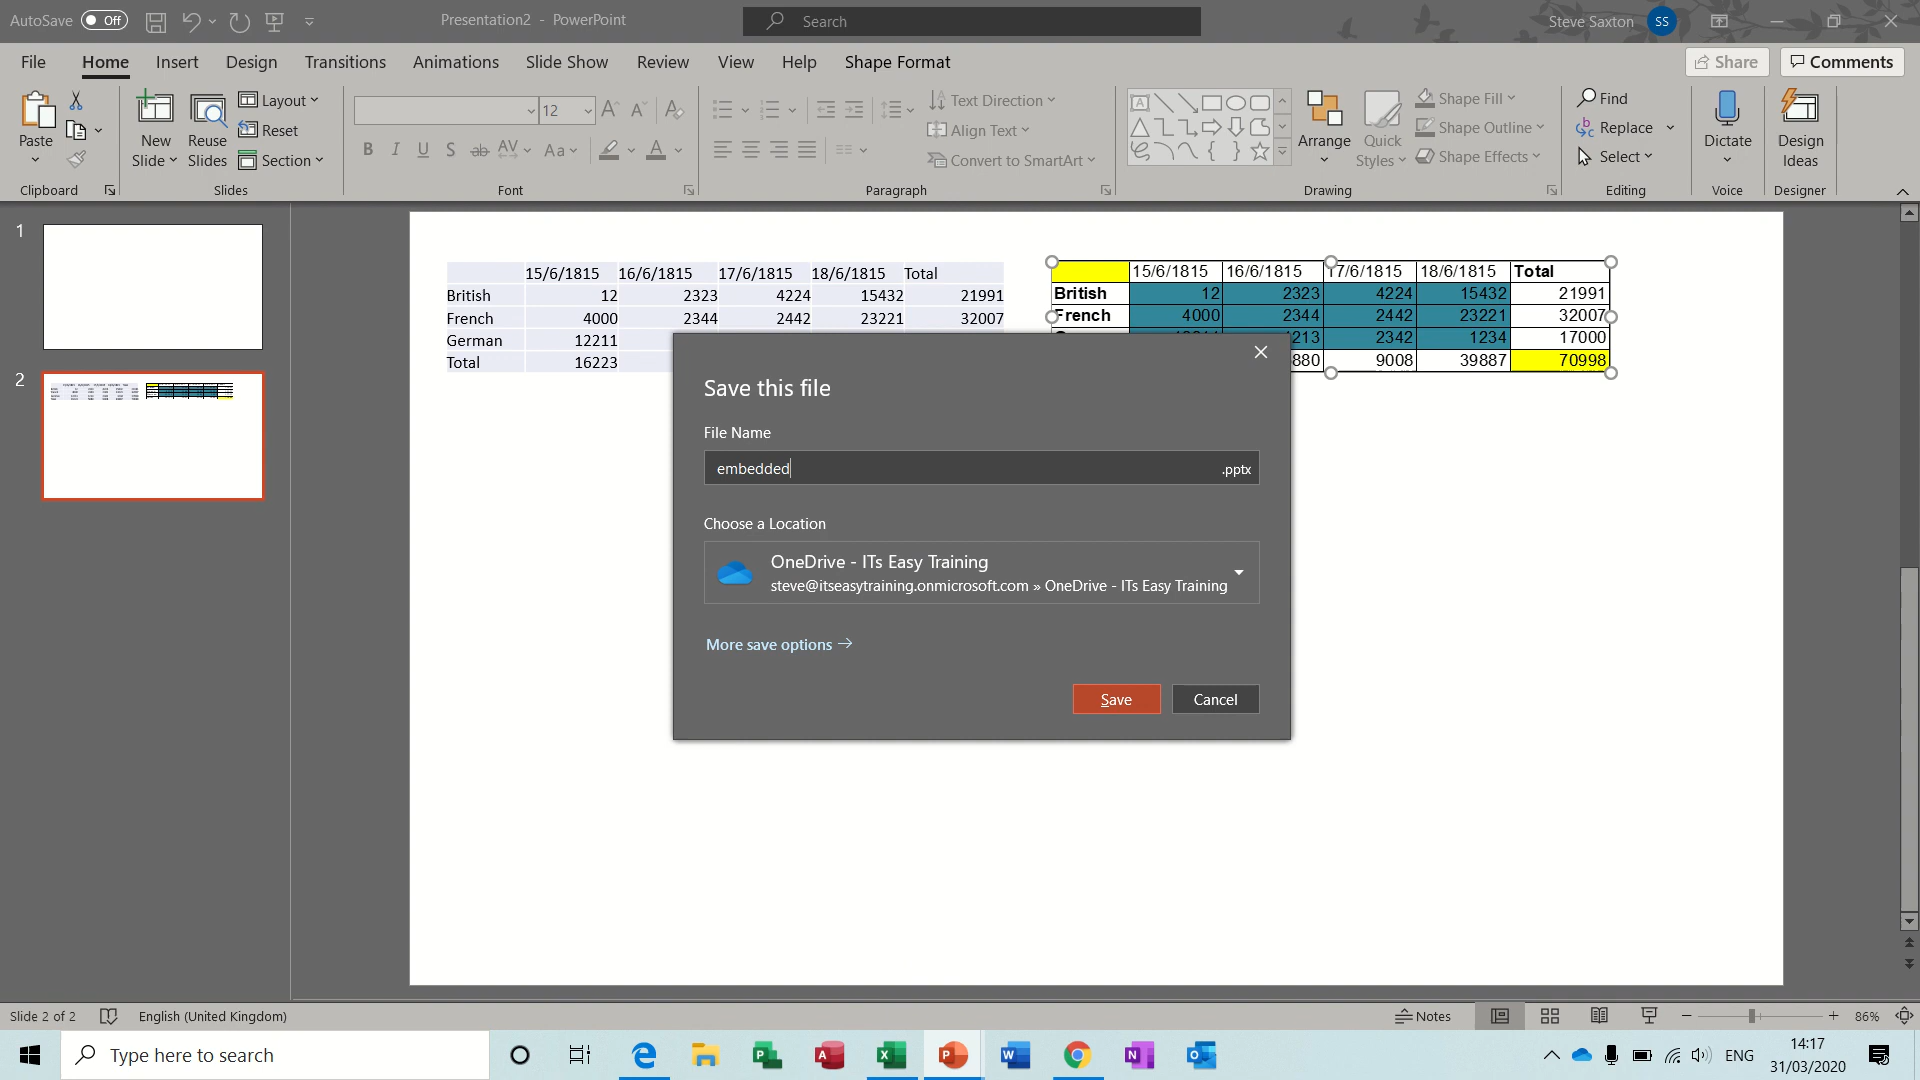 AutoSave Off
Presentation2 - PowerPoint
Search
Steve Saxton SS
File Home Insert Design Transitions Animations Slide Show Review View Help Shape Format
Share Comments
Paste
New Slide
Reuse Slides
Layout
Reset
Section
12
B I U S ab AV Aa A
Text Direction
Align Text
Convert to SmartArt
Arrange
Quick Styles
Shape Fill
Shape Outline
Shape Effects
Find
Replace
Select
Dictate
Design Ideas
Clipboard Slides Font Paragraph Drawing Editing Voice Designer
1
2
15/6/1815 16/6/1815 17/6/1815 18/6/1815 Total
British 12 2323 4224 15432 21991
French 4000 2344 2442 23221 32007
German 12211
Total 16223
15/6/1815 16/6/1815 17/6/1815 18/6/1815 Total
British 12 2323 4224 15432 21991
French 4000 2344 2442 23221 32007
213 2342 1234 17000
880 9008 39887 70998
Save this file
File Name
embedded .pptx
Choose a Location
OneDrive - ITs Easy Training
steve@itseasytraining.onmicrosoft.com » OneDrive - ITs Easy Training
More save options →
Save Cancel
Slide 2 of 2 English (United Kingdom) Notes 86%
Type here to search
ENG
14:17
31/03/2020